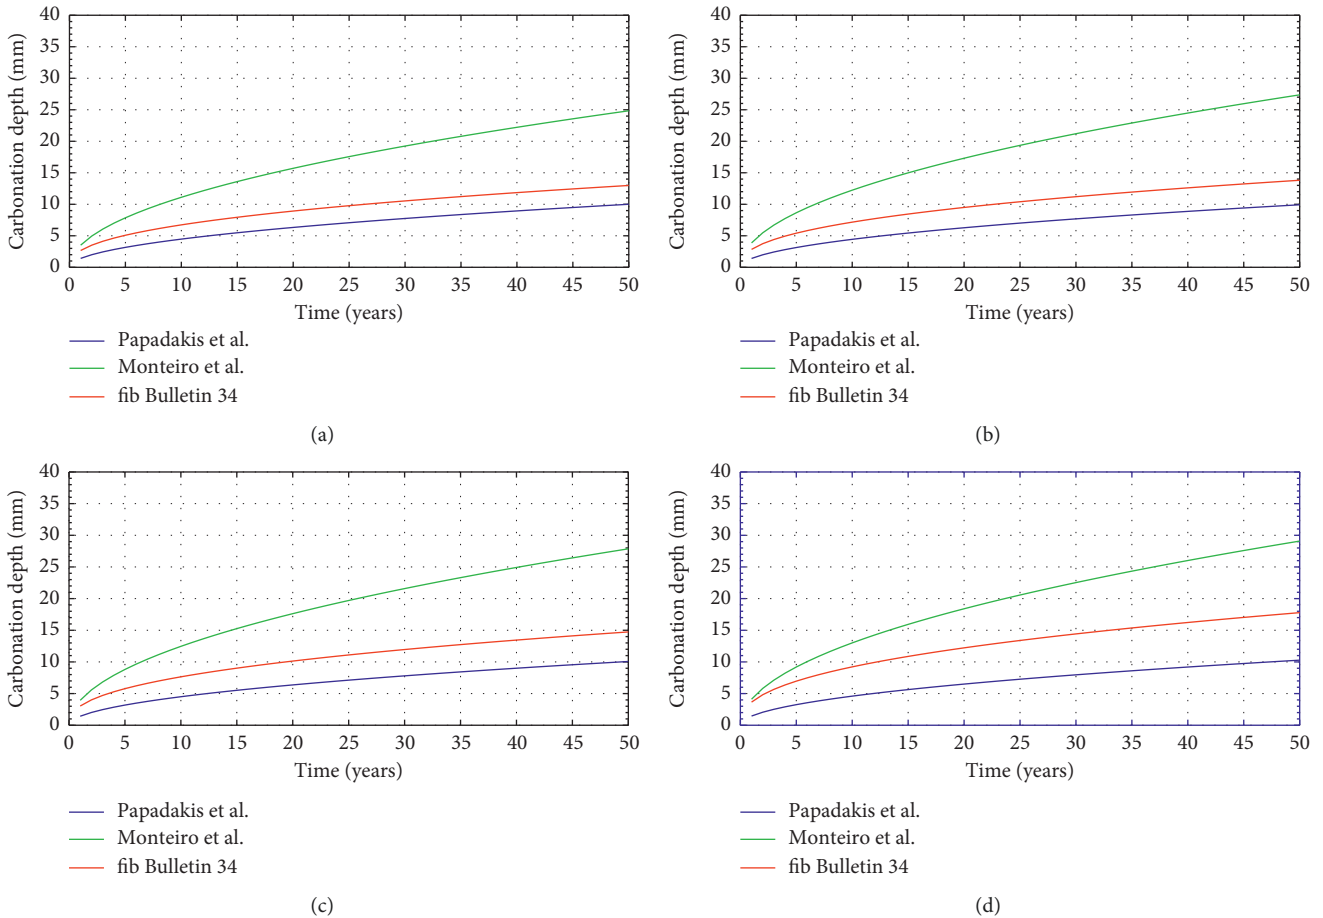 40
35
30
25
20
15
10
5
0
Carbonation depth (mm)
0 5 10 15 20 25 30 35 40 45 50
Time (years)
Papadakis et al.
Monteiro et al.
fib Bulletin 34
(a)
40
35
30
25
20
15
10
5
0
Carbonation depth (mm)
0 5 10 15 20 25 30 35 40 45 50
Time (years)
Papadakis et al.
Monteiro et al.
fib Bulletin 34
(b)
40
35
30
25
20
15
10
5
0
Carbonation depth (mm)
0 5 10 15 20 25 30 35 40 45 50
Time (years)
Papadakis et al.
Monteiro et al.
fib Bulletin 34
(c)
40
35
30
25
20
15
10
5
0
Carbonation depth (mm)
0 5 10 15 20 25 30 35 40 45 50
Time (years)
Papadakis et al.
Monteiro et al.
fib Bulletin 34
(d)